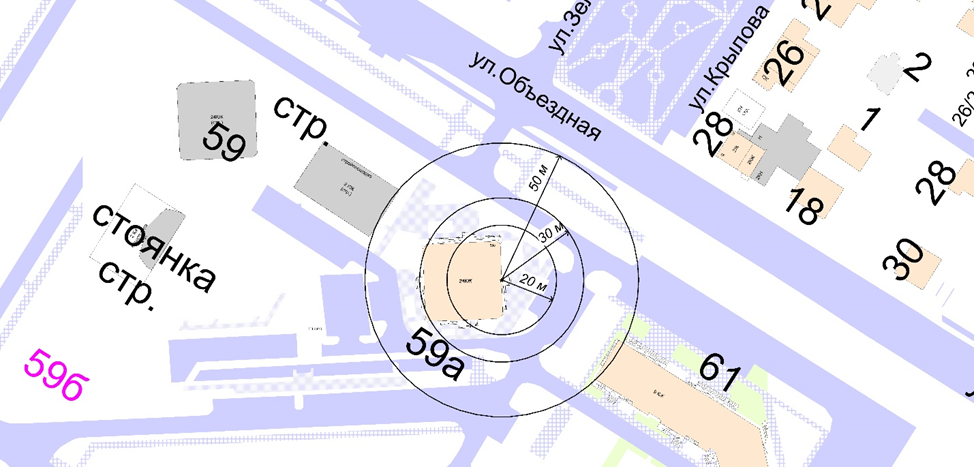 ул.Объездная
ул.Зе
ул.Крылова
26
2
28
1
18
28
26/
30
59
стр.
стоянка
стр.
59б
59а
61
50 м
30 м
20 м